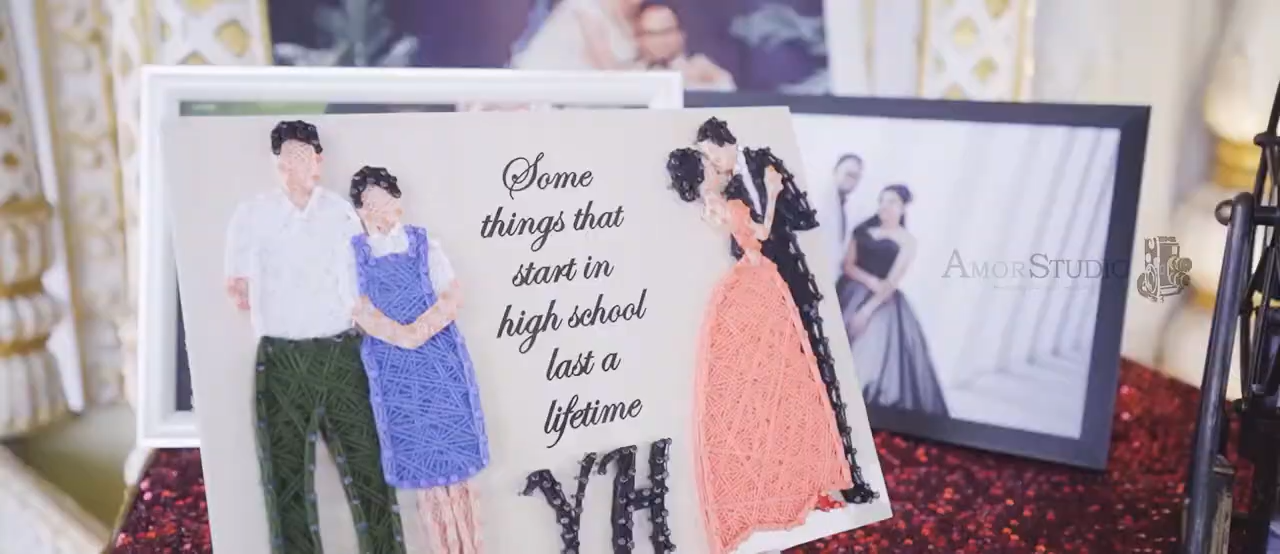 Some
things that
start in
high school
last a
lifetime
YH
AMORSTUDIO